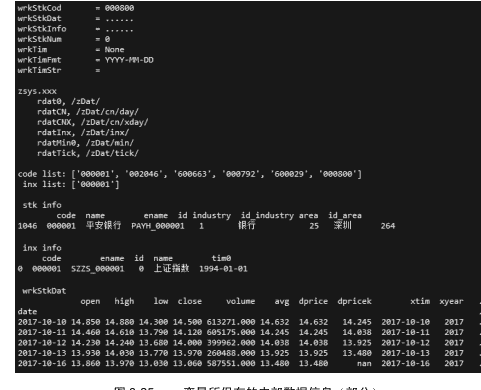 wrkStkCod = 000800
wrkStkDat = ......
wrkStkInfo = ......
wrkStkNum = 0
wrkTim = None
wrkTimFmt = YYYY-MM-DD
wrkTimStr =
zsys.xxx
rdat0, /zDat/
rdatCN, /zDat/cn/day/
rdatCNX, /zDat/cn/xday/
rdatInx, /zDat/inx/
rdatMin0, /zDat/min/
rdatTick, /zDat/tick/
code list: ['000001', '002046', '600663', '000792', '600029', '000800']
inx list: ['000001']
stk info
code name ename id industry id_industry area id_area
1046 000001 平安银行 PAYH_000001 1 银行 25 深圳 264
inx info
code ename id name tim0
0 000001 SZZS_000001 0 上证指数 1994-01-01
wrkStkDat
open high low close volume avg dprice dpricek xtim xyear
date
2017-10-10 14.850 14.880 14.300 14.500 613271.000 14.632 14.632 14.245 2017-10-10 2017
2017-10-11 14.460 14.610 13.790 14.120 605175.000 14.245 14.245 14.038 2017-10-11 2017
2017-10-12 14.230 14.240 13.680 14.000 399962.000 14.038 14.038 13.925 2017-10-12 2017
2017-10-13 13.930 14.030 13.770 13.970 260488.000 13.925 13.925 13.480 2017-10-13 2017
2017-10-16 13.860 13.970 13.030 13.060 587551.000 13.480 13.480 nan 2017-10-16 2017